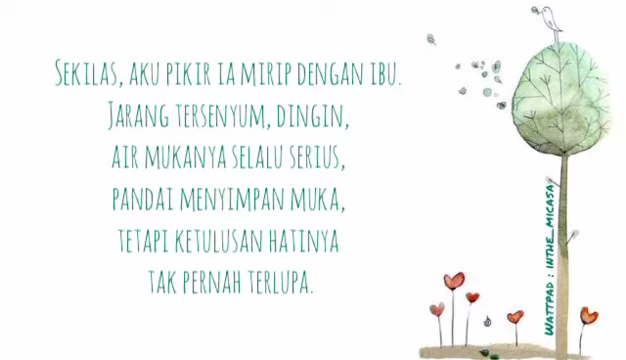 Sekilas, aku pikir ia mirip dengan ibu.
Jarang tersenyum, dingin,
air mukanya selalu serius,
pandai menyimpan muka,
tetapi ketulusan hatinya
tak pernah terlupa.
Wattpad : inthe_micasa